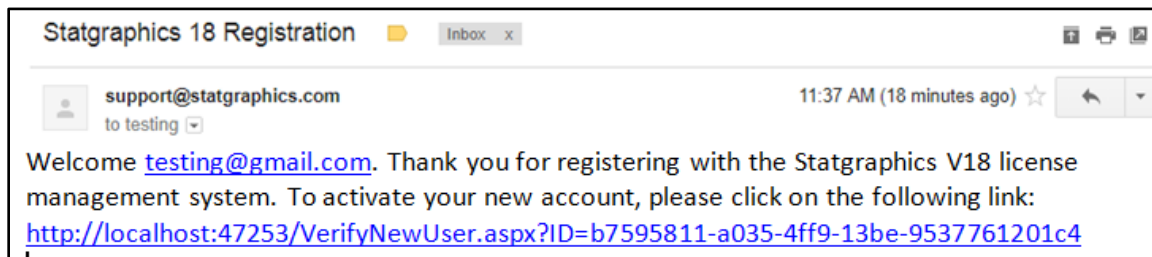 Statgraphics 18 Registration Inbox x
support@statgraphics.com 11:37 AM (18 minutes ago)
to testing
Welcome testing@gmail.com. Thank you for registering with the Statgraphics V18 license
management system. To activate your new account, please click on the following link:
http://localhost:47253/VerifyNewUser.aspx?ID=b7595811-a035-4ff9-13be-9537761201c4